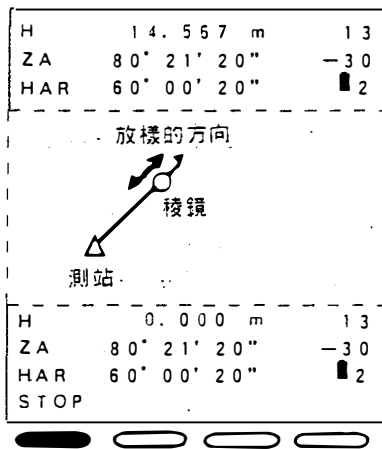 H 14.567 m 13
ZA 80° 21' 20" -30
HAR 60° 00' 20" 2
放樣的方向
稜鏡
測站
H 0.000 m 13
ZA 80° 21' 20" -30
HAR 60° 00' 20" 2
STOP